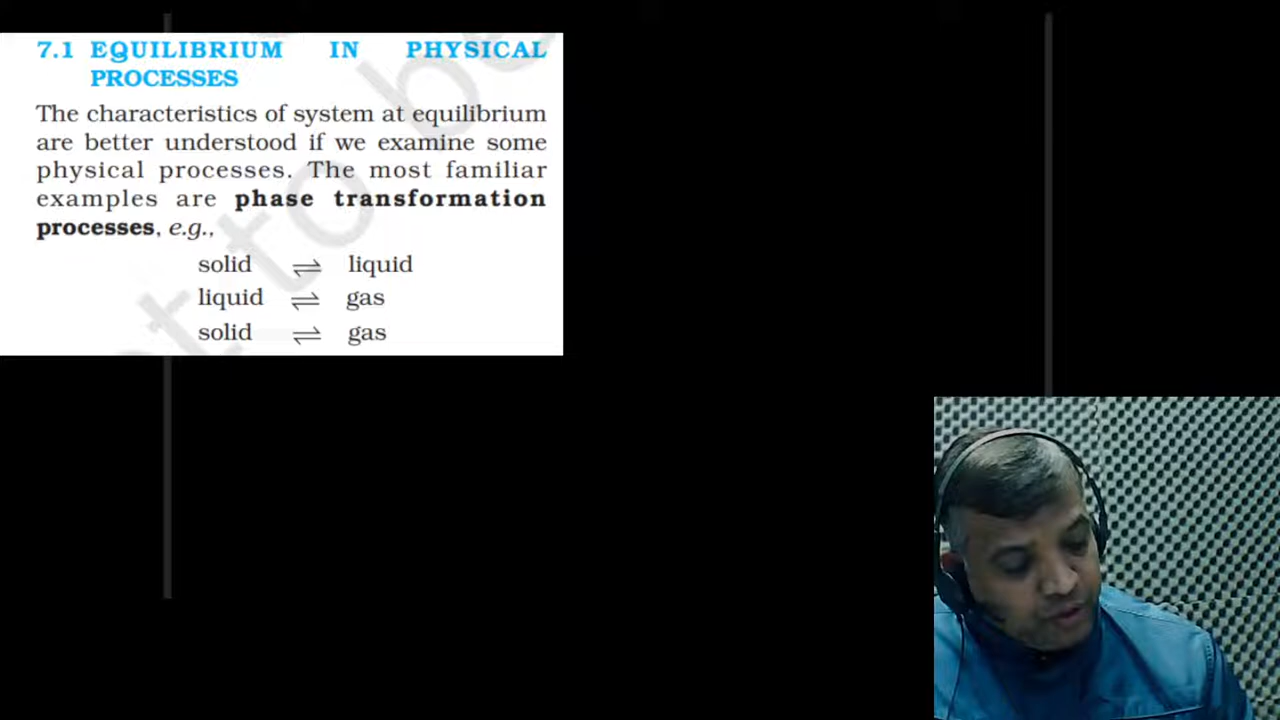 7.1 EQUILIBRIUM IN PHYSICAL
PROCESSES
The characteristics of system at equilibrium
are better understood if we examine some
physical processes. The most familiar
examples are phase transformation
processes, e.g.,
solid ⇌ liquid
liquid ⇌ gas
solid ⇌ gas